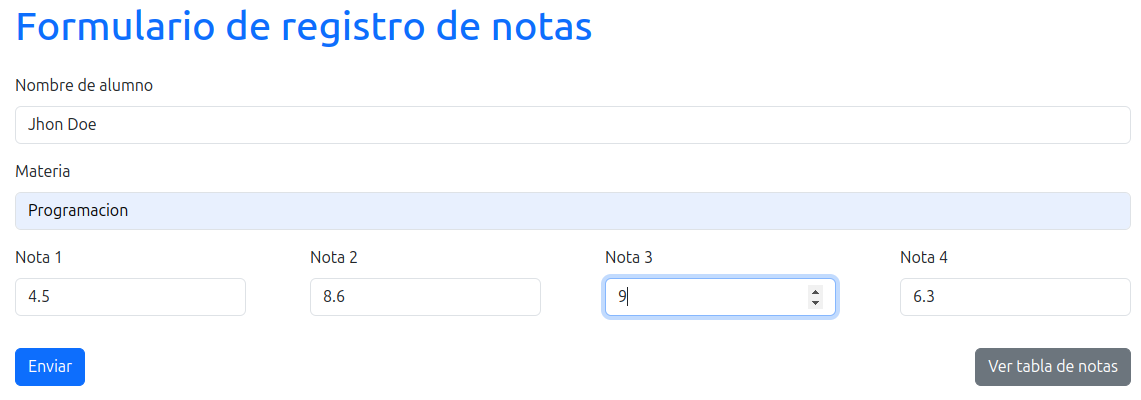 Formulario de registro de notas
Nombre de alumno
Jhon Doe
Materia
Programacion
Nota 1 Nota 2 Nota 3 Nota 4
4.5 8.6 9 6.3
Enviar Ver tabla de notas